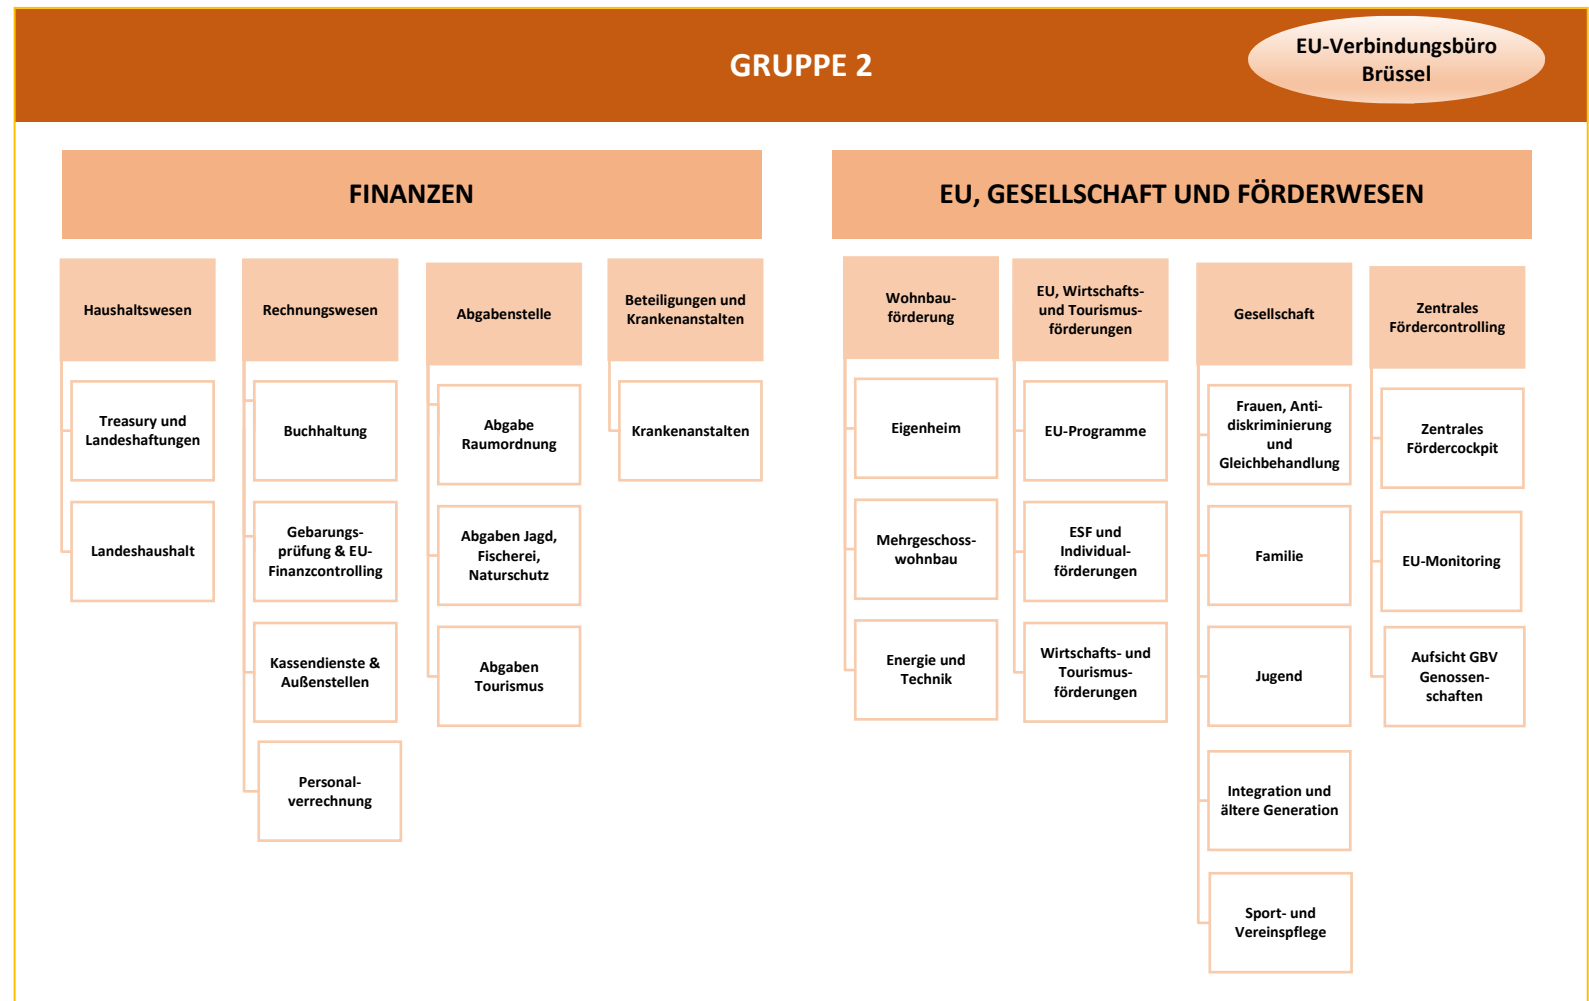 GRUPPE 2
EU-Verbindungsbüro
Brüssel
FINANZEN
Haushaltswesen
Treasury und
Landeshaftungen
Landeshaushalt
Rechnungswesen
Buchhaltung
Gebarungs-
prüfung & EU-
Finanzcontrolling
Kassendienste &
Außenstellen
Personal-
verrechnung
Abgabenstelle
Abgabe
Raumordnung
Abgaben Jagd,
Fischerei,
Naturschutz
Abgaben
Tourismus
Beteiligungen und
Krankenanstalten
Krankenanstalten
EU, GESELLSCHAFT UND FÖRDERWESEN
Wohnbau-
förderung
Eigenheim
Mehrgeschoss-
wohnbau
Energie und
Technik
EU, Wirtschafts-
und Tourismus-
förderungen
EU-Programme
ESF und
Individual-
förderungen
Wirtschafts- und
Tourismus-
förderungen
Gesellschaft
Frauen, Anti-
diskriminierung
und
Gleichbehandlung
Familie
Jugend
Integration und
ältere Generation
Sport- und
Vereinspflege
Zentrales
Fördercontrolling
Zentrales
Fördercockpit
EU-Monitoring
Aufsicht GBV
Genossen-
schaften